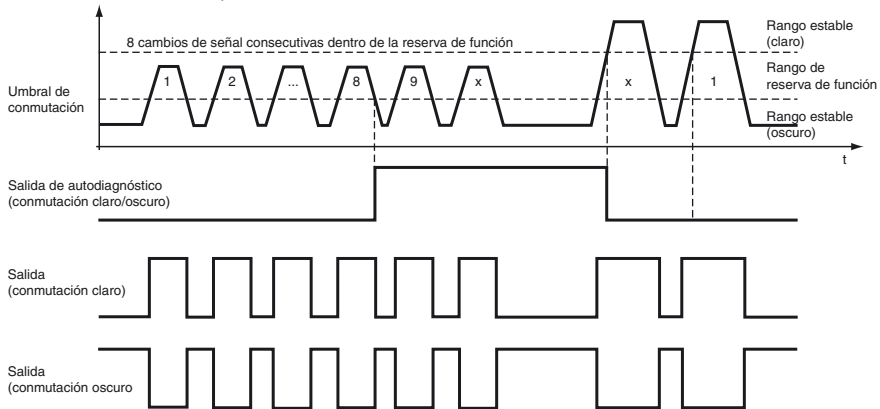 8 cambios de señal consecutivas dentro de la reserva de función
Rango estable
(claro)
Umbral de
conmutación
1
2
...
8
9
x
x
1
Rango de
reserva de función
Rango estable
(oscuro)
t
Salida de autodiagnóstico
(conmutación claro/oscuro)
Salida
(conmutación claro)
Salida
(conmutación oscuro